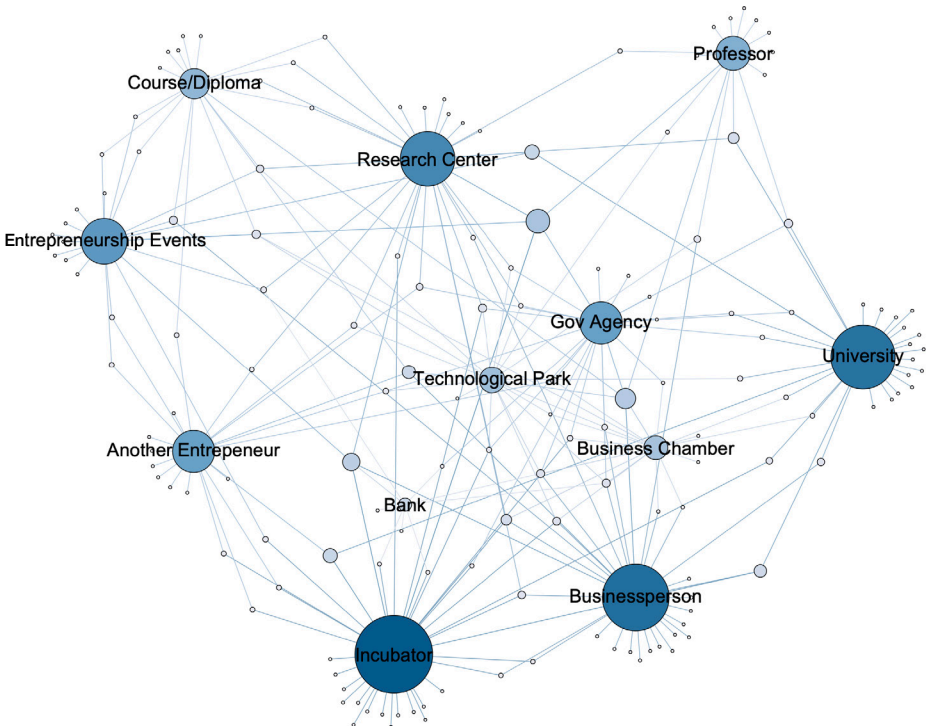 Professor
Course/Diploma
Research Center
Entrepreneurship Events
Gov Agency
University
Technological Park
Another Entrepeneur
Business Chamber
Bank
Businessperson
Incubator